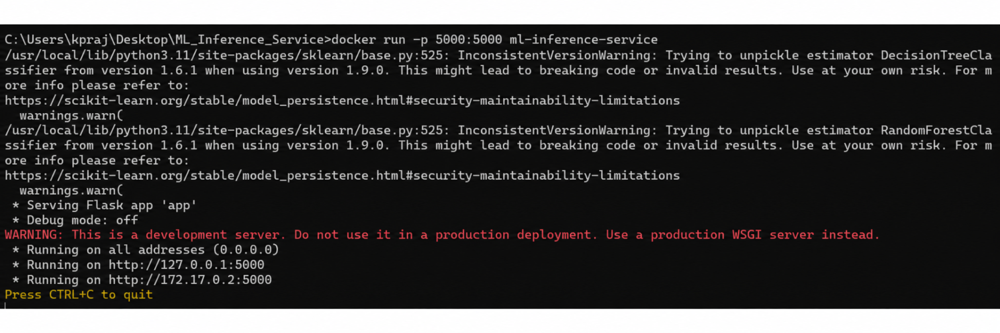 C:\Users\kpraj\Desktop\ML_Inference_Service>docker run -p 5000:5000 ml-inference-service
/usr/local/lib/python3.11/site-packages/sklearn/base.py:525: InconsistentVersionWarning: Trying to unpickle estimator DecisionTreeCla
ssifier from version 1.6.1 when using version 1.9.0. This might lead to breaking code or invalid results. Use at your own risk. For m
ore info please refer to:
https://scikit-learn.org/stable/model_persistence.html#security-maintainability-limitations
  warnings.warn(
/usr/local/lib/python3.11/site-packages/sklearn/base.py:525: InconsistentVersionWarning: Trying to unpickle estimator RandomForestCla
ssifier from version 1.6.1 when using version 1.9.0. This might lead to breaking code or invalid results. Use at your own risk. For m
ore info please refer to:
https://scikit-learn.org/stable/model_persistence.html#security-maintainability-limitations
  warnings.warn(
 * Serving Flask app 'app'
 * Debug mode: off
WARNING: This is a development server. Do not use it in a production deployment. Use a production WSGI server instead.
 * Running on all addresses (0.0.0.0)
 * Running on http://127.0.0.1:5000
 * Running on http://172.17.0.2:5000
Press CTRL+C to quit